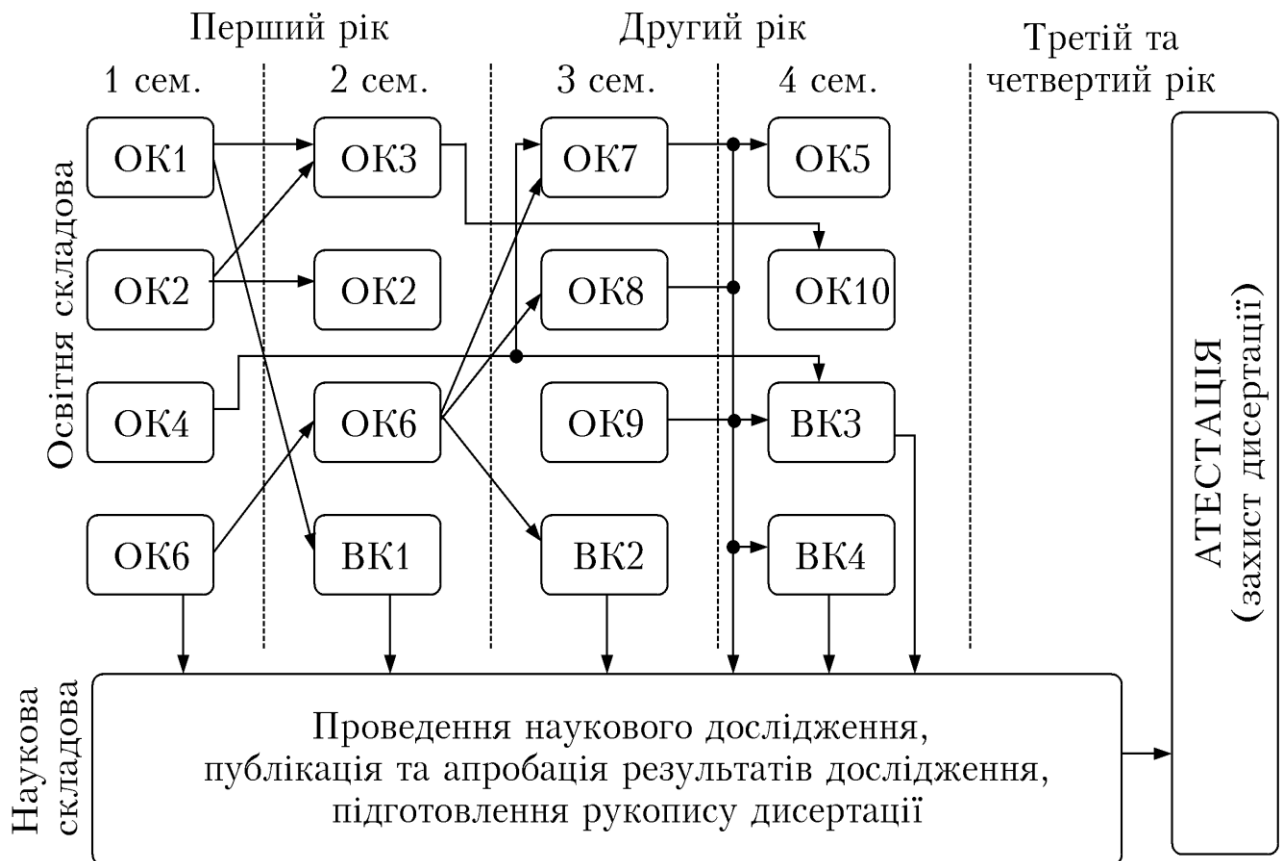 Перший рік
Другий рік
Третій та
четвертий рік
1 сем.
2 сем.
3 сем.
4 сем.
Освітня складова
ОК1
ОК3
ОК7
ОК5
ОК2
ОК2
ОК8
ОК10
ОК4
ОК6
ОК9
ВК3
ОК6
ВК1
ВК2
ВК4
АТЕСТАЦІЯ
(захист дисертації)
Наукова
складова
Проведення наукового дослідження,
публікація та апробація результатів дослідження,
підготовлення рукопису дисертації